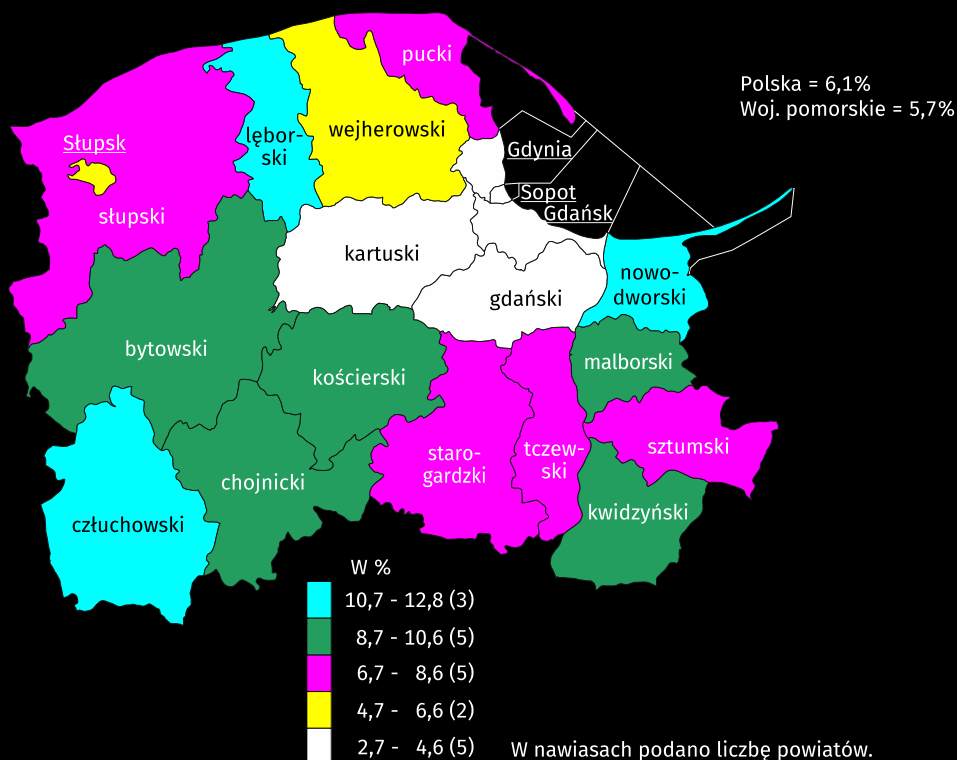 pucki
Polska = 6,1%
Woj. pomorskie = 5,7%
lębor-
ski
wejherowski
Słupsk
Gdynia
Sopot
Gdańsk
słupski
kartuski
gdański
nowo-
dworski
bytowski
kościerski
malborski
staro-
gardzki
tczew-
ski
sztumski
chojnicki
kwidzyński
człuchowski
W %
10,7 - 12,8 (3)
8,7 - 10,6 (5)
6,7 - 8,6 (5)
4,7 - 6,6 (2)
2,7 - 4,6 (5)
W nawiasach podano liczbę powiatów.